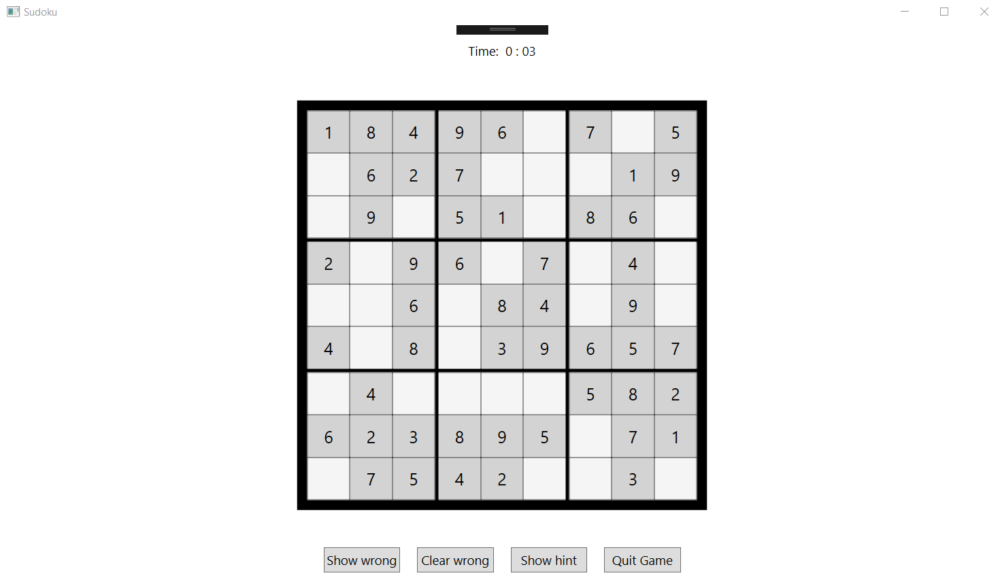 Sudoku
Time: 0 : 03
1 8 4 9 6 7 5
6 2 7 1 9
9 5 1 8 6
2 9 6 7 4
6 8 4 9
4 8 3 9 6 5 7
4 5 8 2
6 2 3 8 9 5 7 1
7 5 4 2 3
Show wrong Clear wrong Show hint Quit Game